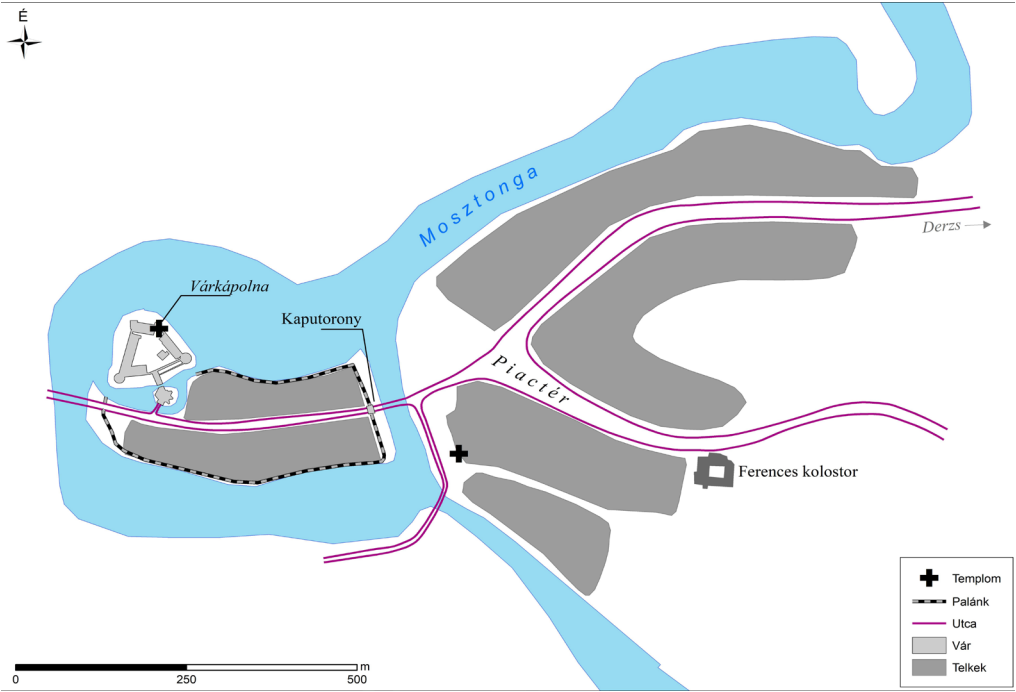 É
Mosztonga
Derzs
Várkápolna
Kaputorony
Piactér
Ferences kolostor
Templom
Palánk
Utca
Vár
Telkek
0 250 500 m